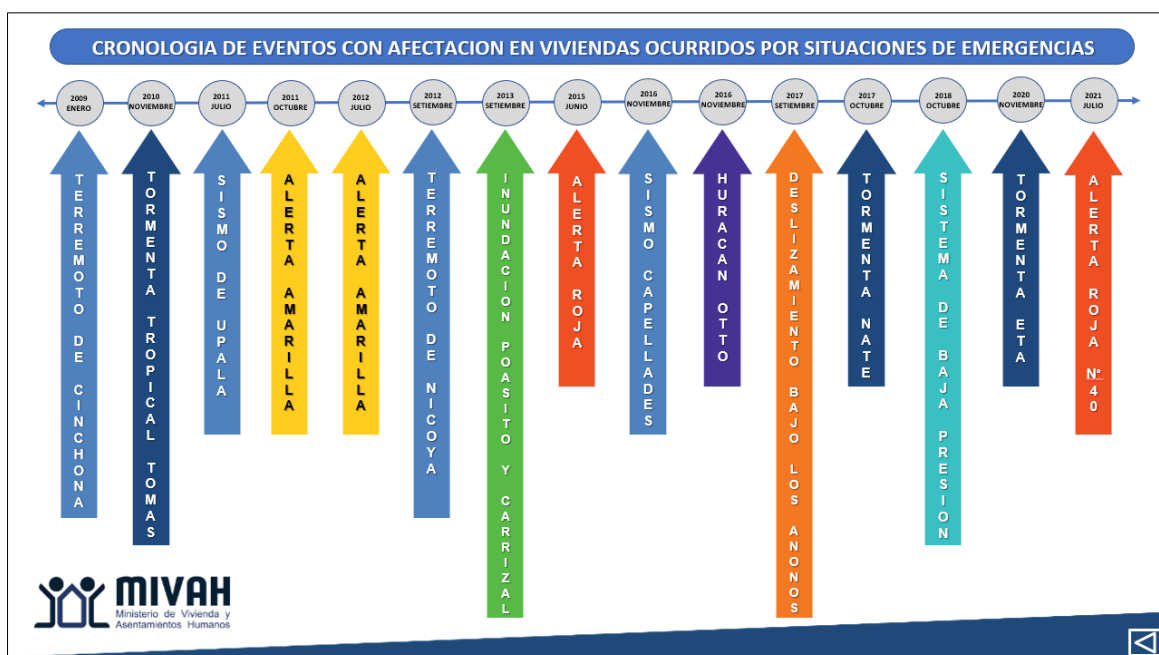 CRONOLOGIA DE EVENTOS CON AFECTACION EN VIVIENDAS OCURRIDOS POR SITUACIONES DE EMERGENCIAS
2009
ENERO
2010
NOVIEMBRE
2011
JULIO
2011
OCTUBRE
2012
JULIO
2012
SETIEMBRE
2013
SETIEMBRE
2015
JUNIO
2016
NOVIEMBRE
2016
NOVIEMBRE
2017
SETIEMBRE
2017
OCTUBRE
2018
OCTUBRE
2020
NOVIEMBRE
2021
JULIO
TERREMOTO DE CINCHONA
TORMENTA TROPICAL TOMAS
SISMO DE UPALA
ALERTA AMARILLA
ALERTA AMARILLA
TERREMOTO DE NICOYA
INUNDACION POASITO Y CARRIZAL
ALERTA ROJA
SISMO CAPELLADES
HURACAN OTTO
DESLIZAMIENTO BAJO LOS ANONOS
TORMENTA NATE
SISTEMA DE BAJA PRESION
TORMENTA ETA
ALERTA ROJA Nº 40
MIVAH
Ministerio de Vivienda y
Asentamientos Humanos